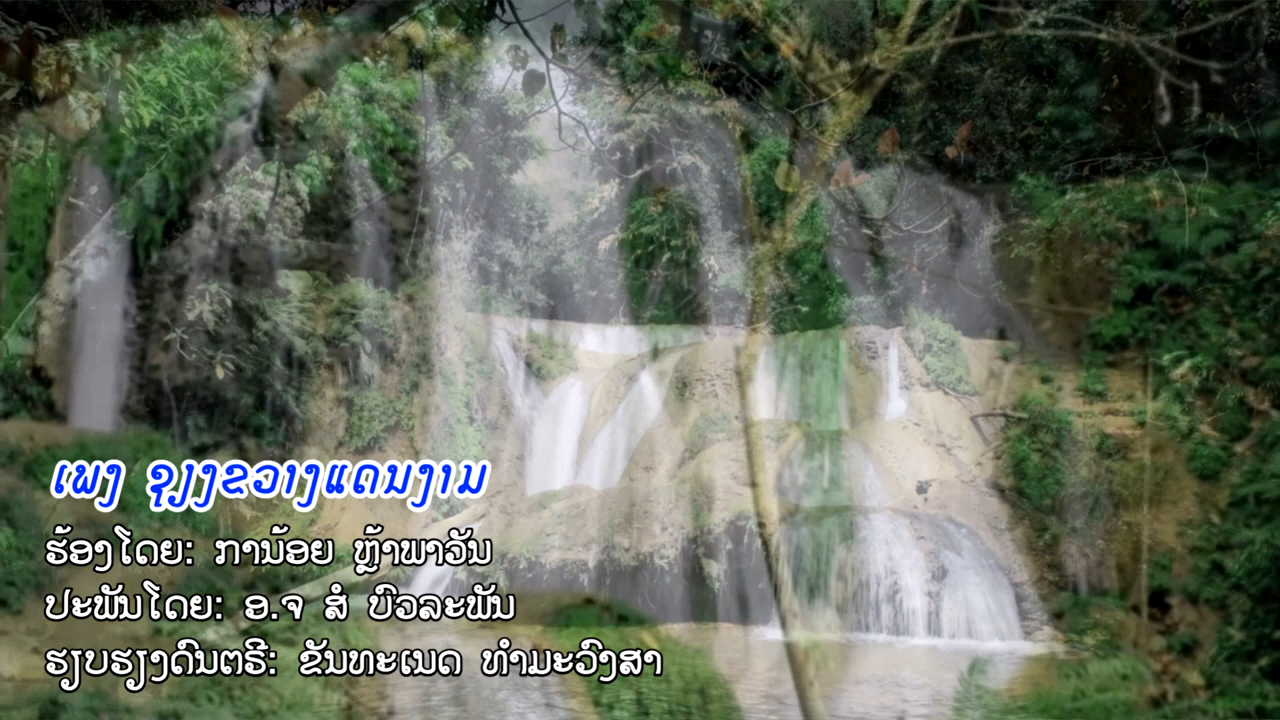 ເພງ ຊຽງຂວາງແດນງາມ
ຮ້ອງໂດຍ: ການ້ອຍ ຫຼ້າພາວັນ
ປະພັນໂດຍ: ອ.ຈ ສໍ ບົວລະພັນ
ຮຽບຮຽງດົນຕຣີ: ຂັນທະເນດ ທຳມະວົງສາ